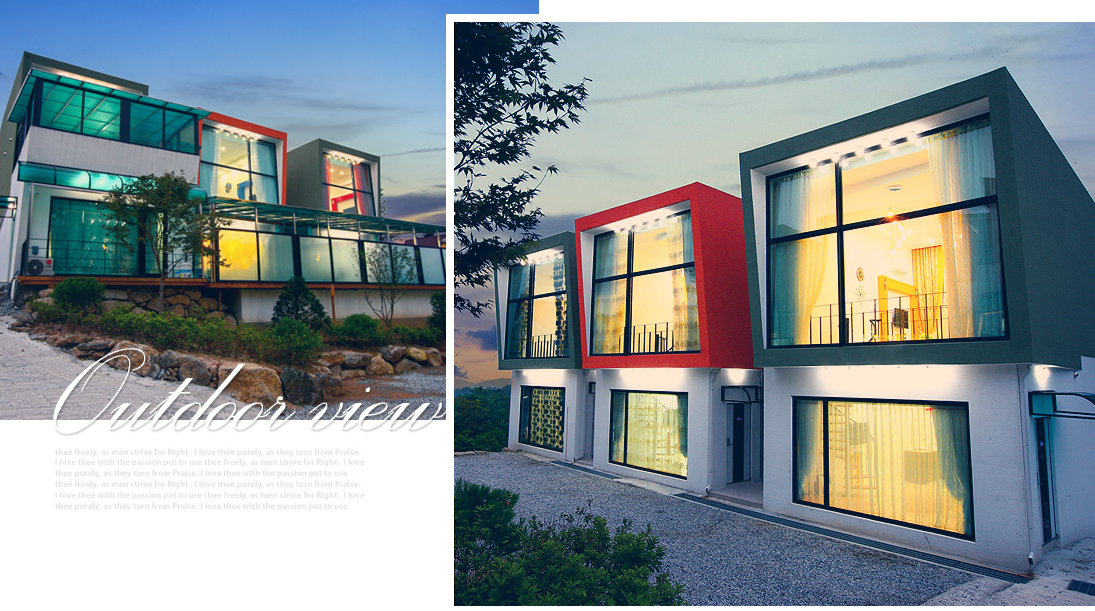 Outdoor view
thee freely, as men strive for Right . I love thee purely, as they turn from Praise.
I love thee with the passion put to use thee freely, as men strive for Right . I love
thee purely, as they turn from Praise. I love thee with the passion put to use
thee freely, as men strive for Right . I love thee purely, as they turn from Praise.
I love thee with the passion put to use thee freely, as men strive for Right . I love
thee purely, as they turn from Praise. I love thee with the passion put to use